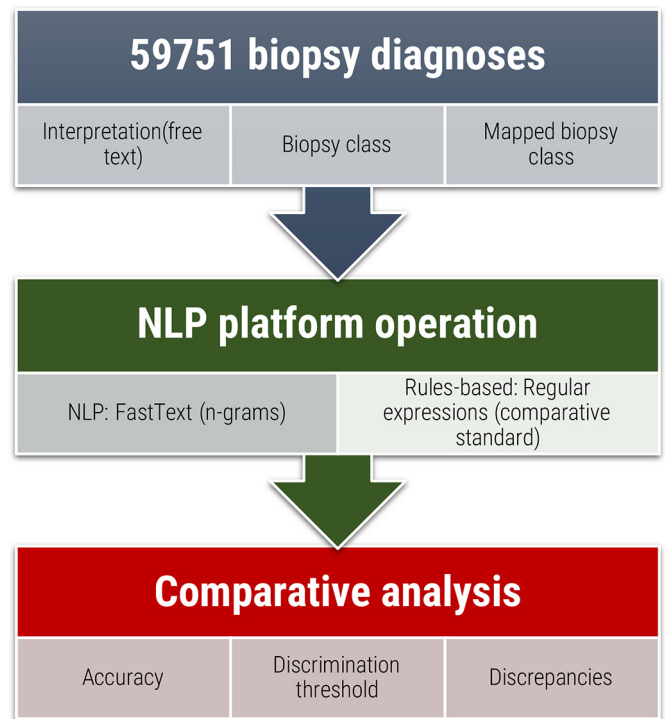 59751 biopsy diagnoses
Interpretation(free
text)
Biopsy class
Mapped biopsy
class
NLP platform operation
NLP: FastText (n-grams)
Rules-based: Regular
expressions (comparative
standard)
Comparative analysis
Accuracy
Discrimination
threshold
Discrepancies